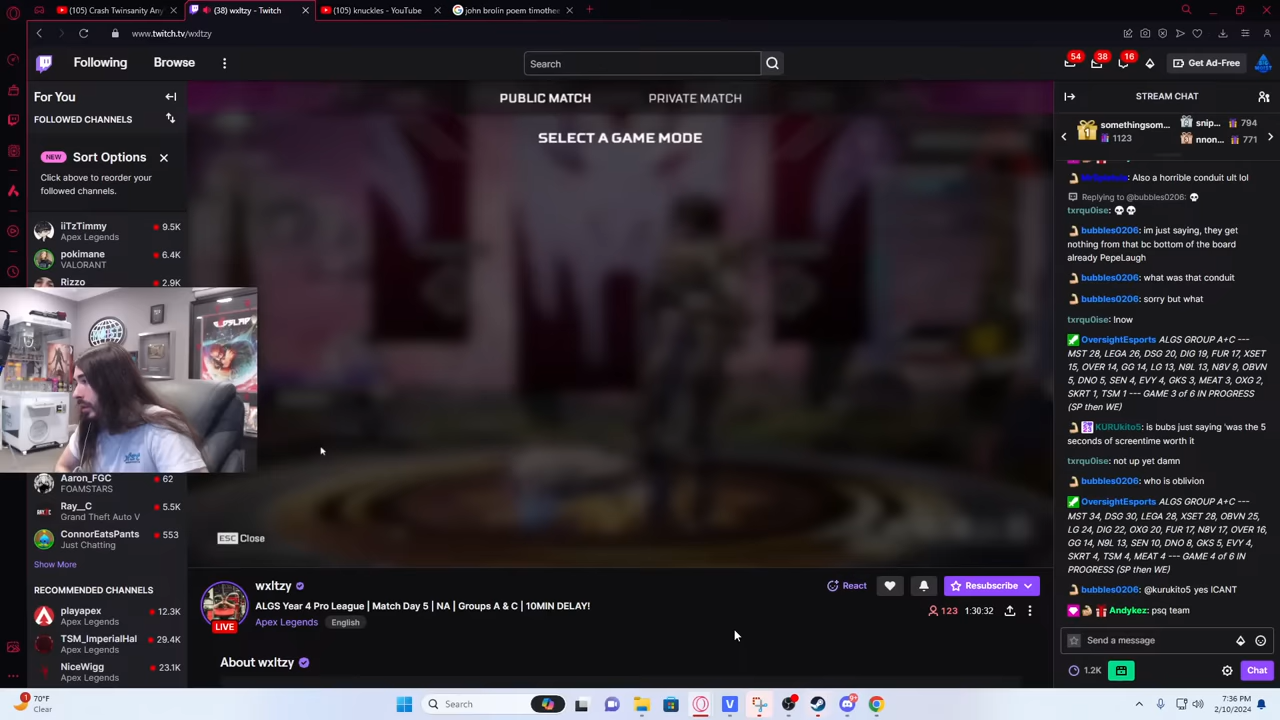 (105) Crash Twinsanity Any
(38) wxltzy - Twitch
(105) knuckles - YouTube
john brolin poem timothee
www.twitch.tv/wxltzy
Following
Browse
Search
54
38
16
Get Ad-Free
For You
FOLLOWED CHANNELS
NEW
Sort Options
Click above to reorder your
followed channels.
iiTzTimmy
9.5K
Apex Legends
pokimane
6.4K
VALORANT
Rizzo
2.9K
Aaron_FGC
62
FOAMSTARS
Ray__C
5.5K
Grand Theft Auto V
ConnorEatsPants
553
Just Chatting
Show More
RECOMMENDED CHANNELS
playapex
12.3K
Apex Legends
TSM_ImperialHal
29.4K
Apex Legends
NiceWigg
23.1K
Apex Legends
PUBLIC MATCH
PRIVATE MATCH
SELECT A GAME MODE
ESC Close
wxltzy
LIVE
ALGS Year 4 Pro League | Match Day 5 | NA | Groups A & C | 10MIN DELAY!
Apex Legends
English
React
Resubscribe
123
1:30:32
About wxltzy
STREAM CHAT
1
somethingsom...
1123
snip...
794
nnon...
771
: Also a horrible conduit ult lol
Replying to @bubbles0206:
txrqu0ise:
bubbles0206: im just saying, they get
nothing from that bc bottom of the board
already PepeLaugh
bubbles0206: what was that conduit
bubbles0206: sorry but what
txrqu0ise: !now
OversightEsports ALGS GROUP A+C ---
MST 28, LEGA 26, DSG 20, DIG 19, FUR 17, XSET
15, OVER 14, GG 14, LG 13, N9L 13, N8V 9, OBVN
5, DNO 5, SEN 4, EVY 4, GKS 3, MEAT 3, OXG 2,
SKRT 1, TSM 1 --- GAME 3 of 6 IN PROGRESS
(SP then WE)
KURUkito5: is bubs just saying 'was the 5
seconds of screentime worth it
txrqu0ise: not up yet damn
bubbles0206: who is oblivion
OversightEsports ALGS GROUP A+C ---
MST 34, DSG 30, LEGA 28, XSET 28, OBVN 25,
LG 24, DIG 22, OXG 20, FUR 17, N8V 17, OVER 16,
GG 14, N9L 13, SEN 10, DNO 8, GKS 5, EVY 4,
SKRT 4, TSM 4, MEAT 4 --- GAME 4 of 6 IN
PROGRESS (SP then WE)
bubbles0206: @kurukito5 yes ICANT
Andykez: psq team
Send a message
1.2K
Chat
1
70°F
Clear
Search
7:36 PM
2/10/2024